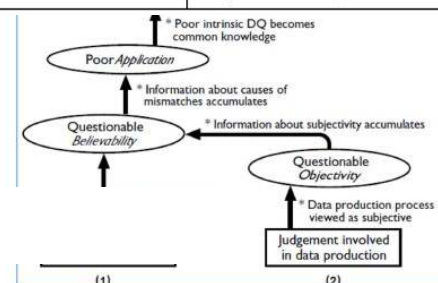 * Poor intrinsic DQ becomes
common knowledge
Poor Application
* Information about causes of
mismatches accumulates
Questionable
Believability
* Information about subjectivity accumulates
Questionable
Objectivity
* Data production process
viewed as subjective
Judgement involved
in data production
(1)
(2)